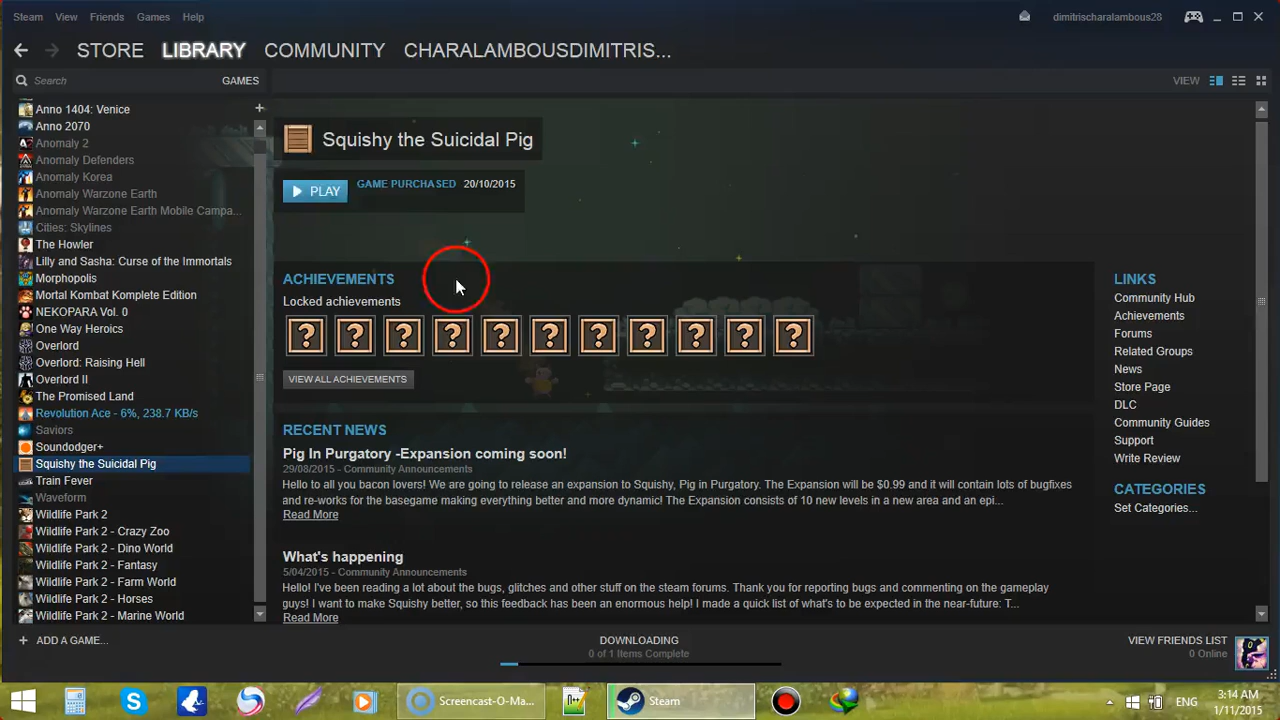 Steam View Friends Games Help
dimitrischaralambous28
STORE LIBRARY COMMUNITY CHARALAMBOUSDIMITRIS...
Search GAMES
VIEW
Anno 1404: Venice
Anno 2070
Anomaly 2
Anomaly Defenders
Anomaly Korea
Anomaly Warzone Earth
Anomaly Warzone Earth Mobile Campa...
Cities: Skylines
The Howler
Lilly and Sasha: Curse of the Immortals
Morphopolis
Mortal Kombat Komplete Edition
NEKOPARA Vol. 0
One Way Heroics
Overlord
Overlord: Raising Hell
Overlord II
The Promised Land
Revolution Ace - 6%, 238.7 KB/s
Saviors
Soundodger+
Squishy the Suicidal Pig
Train Fever
Waveform
Wildlife Park 2
Wildlife Park 2 - Crazy Zoo
Wildlife Park 2 - Dino World
Wildlife Park 2 - Fantasy
Wildlife Park 2 - Farm World
Wildlife Park 2 - Horses
Wildlife Park 2 - Marine World
+ ADD A GAME...
Squishy the Suicidal Pig
PLAY GAME PURCHASED 20/10/2015
ACHIEVEMENTS
Locked achievements
? ? ? ? ? ? ? ? ? ? ?
VIEW ALL ACHIEVEMENTS
RECENT NEWS
Pig In Purgatory -Expansion coming soon!
29/08/2015 - Community Announcements
Hello to all you bacon lovers! We are going to release an expansion to Squishy, Pig in Purgatory. The Expansion will be $0.99 and it will contain lots of bugfixes
and re-works for the basegame making everything better and more dynamic! The Expansion consists of 10 new levels in a new area and an epi...
Read More
What's happening
5/04/2015 - Community Announcements
Hello! I've been reading a lot about the bugs, glitches and other stuff on the steam forums. Thank you for reporting bugs and commenting on the gameplay
guys! I want to make Squishy better, so this feedback has been an enormous help! I made a quick list of what's to be expected in the near-future: T...
Read More
LINKS
Community Hub
Achievements
Forums
Related Groups
News
Store Page
DLC
Community Guides
Support
Write Review
CATEGORIES
Set Categories...
DOWNLOADING
0 of 1 Items Complete
VIEW FRIENDS LIST
0 Online
Screencast-O-Ma...
Steam
ENG
3:14 AM
1/11/2015